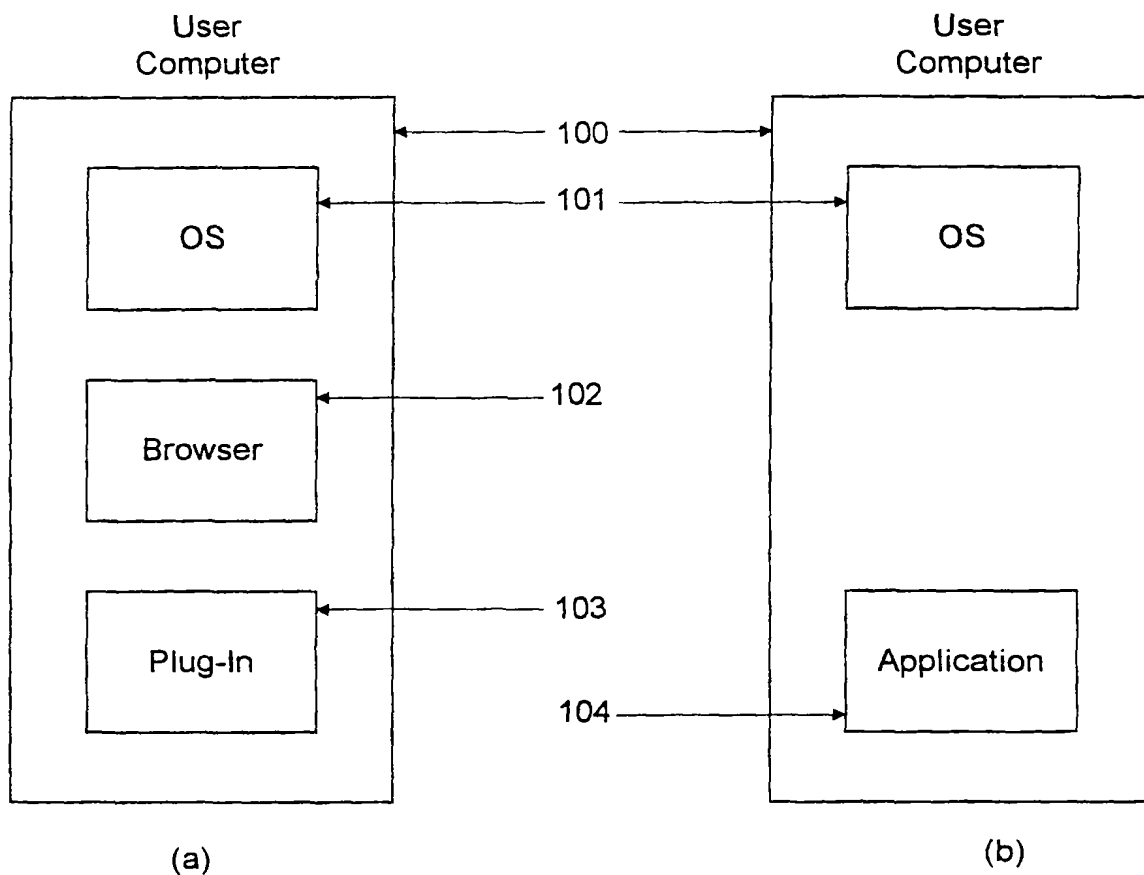 User
Computer
User
Computer
100
101
OS
OS
102
Browser
103
Plug-In
Application
104
(a)
(b)